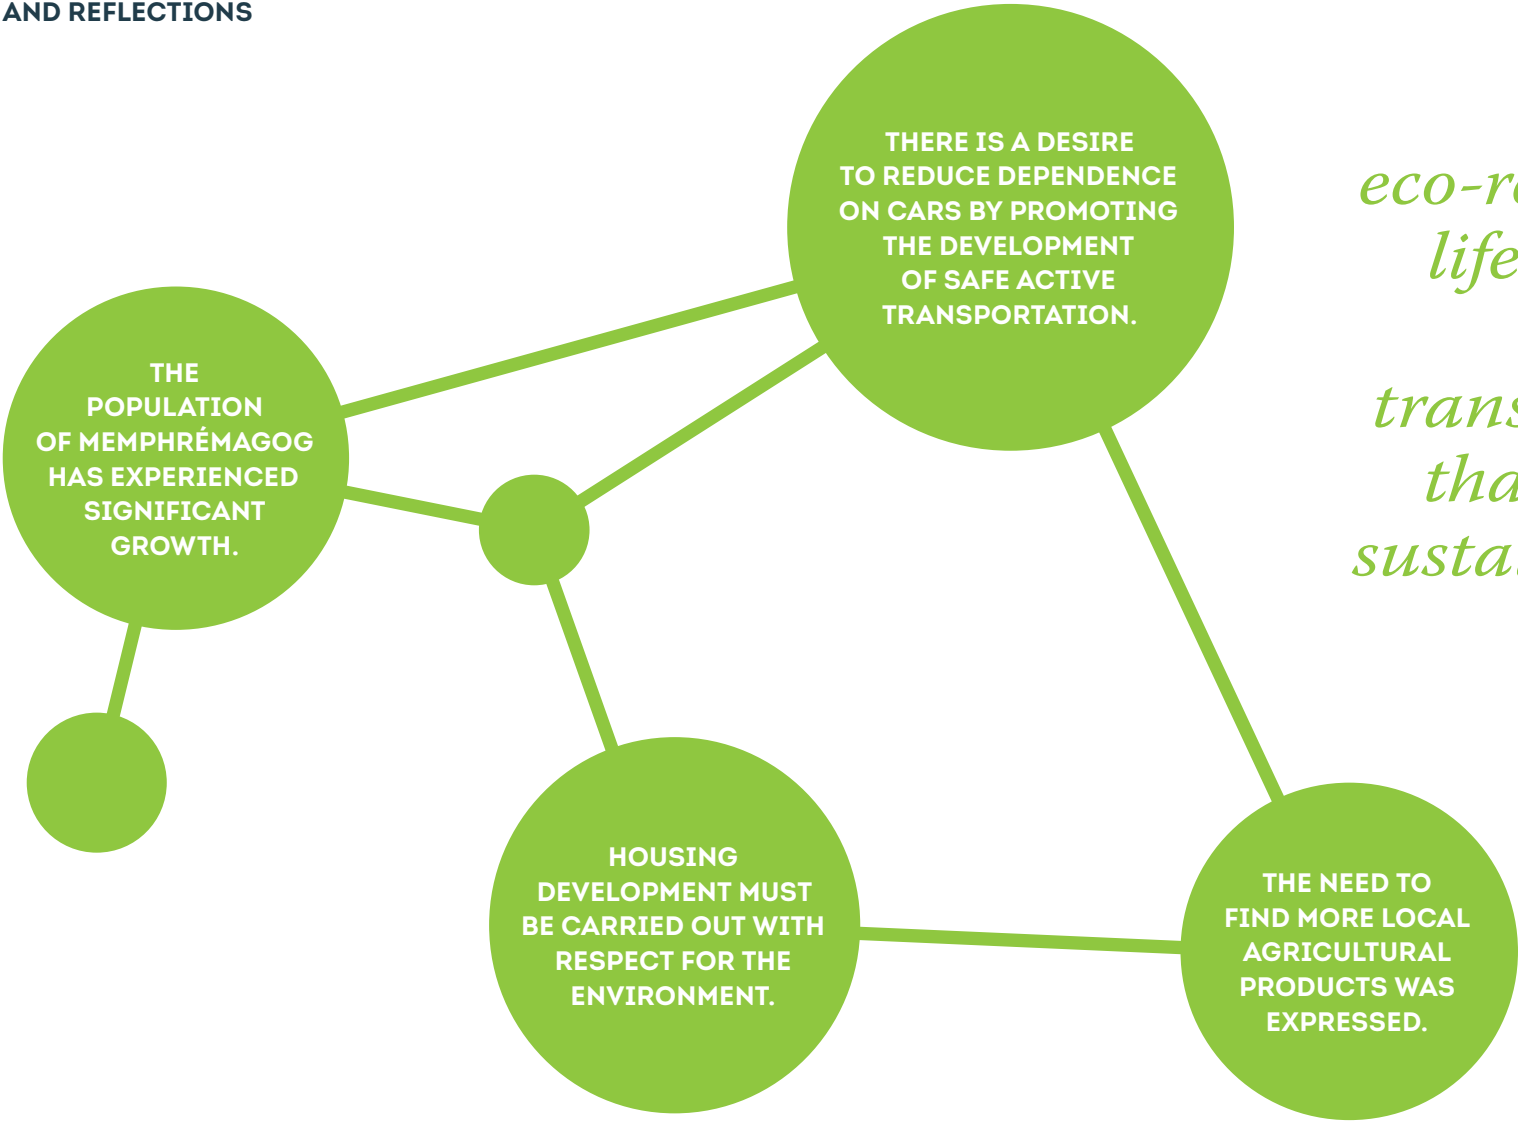 AND REFLECTIONS
THERE IS A DESIRE
TO REDUCE DEPENDENCE
ON CARS BY PROMOTING
THE DEVELOPMENT
OF SAFE ACTIVE
TRANSPORTATION.
THE
POPULATION
OF MEMPHRÉMAGOG
HAS EXPERIENCED
SIGNIFICANT
GROWTH.
HOUSING
DEVELOPMENT MUST
BE CARRIED OUT WITH
RESPECT FOR THE
ENVIRONMENT.
THE NEED TO
FIND MORE LOCAL
AGRICULTURAL
PRODUCTS WAS
EXPRESSED.